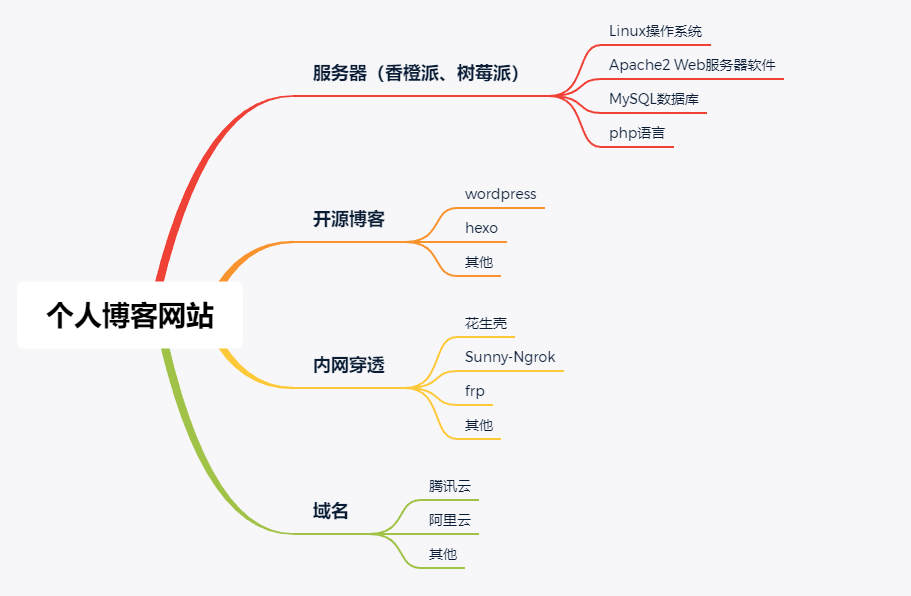 个人博客网站
服务器（香橙派、树莓派）
Linux操作系统
Apache2 Web服务器软件
MySQL数据库
php语言
开源博客
wordpress
hexo
其他
内网穿透
花生壳
Sunny-Ngrok
frp
其他
域名
腾讯云
阿里云
其他